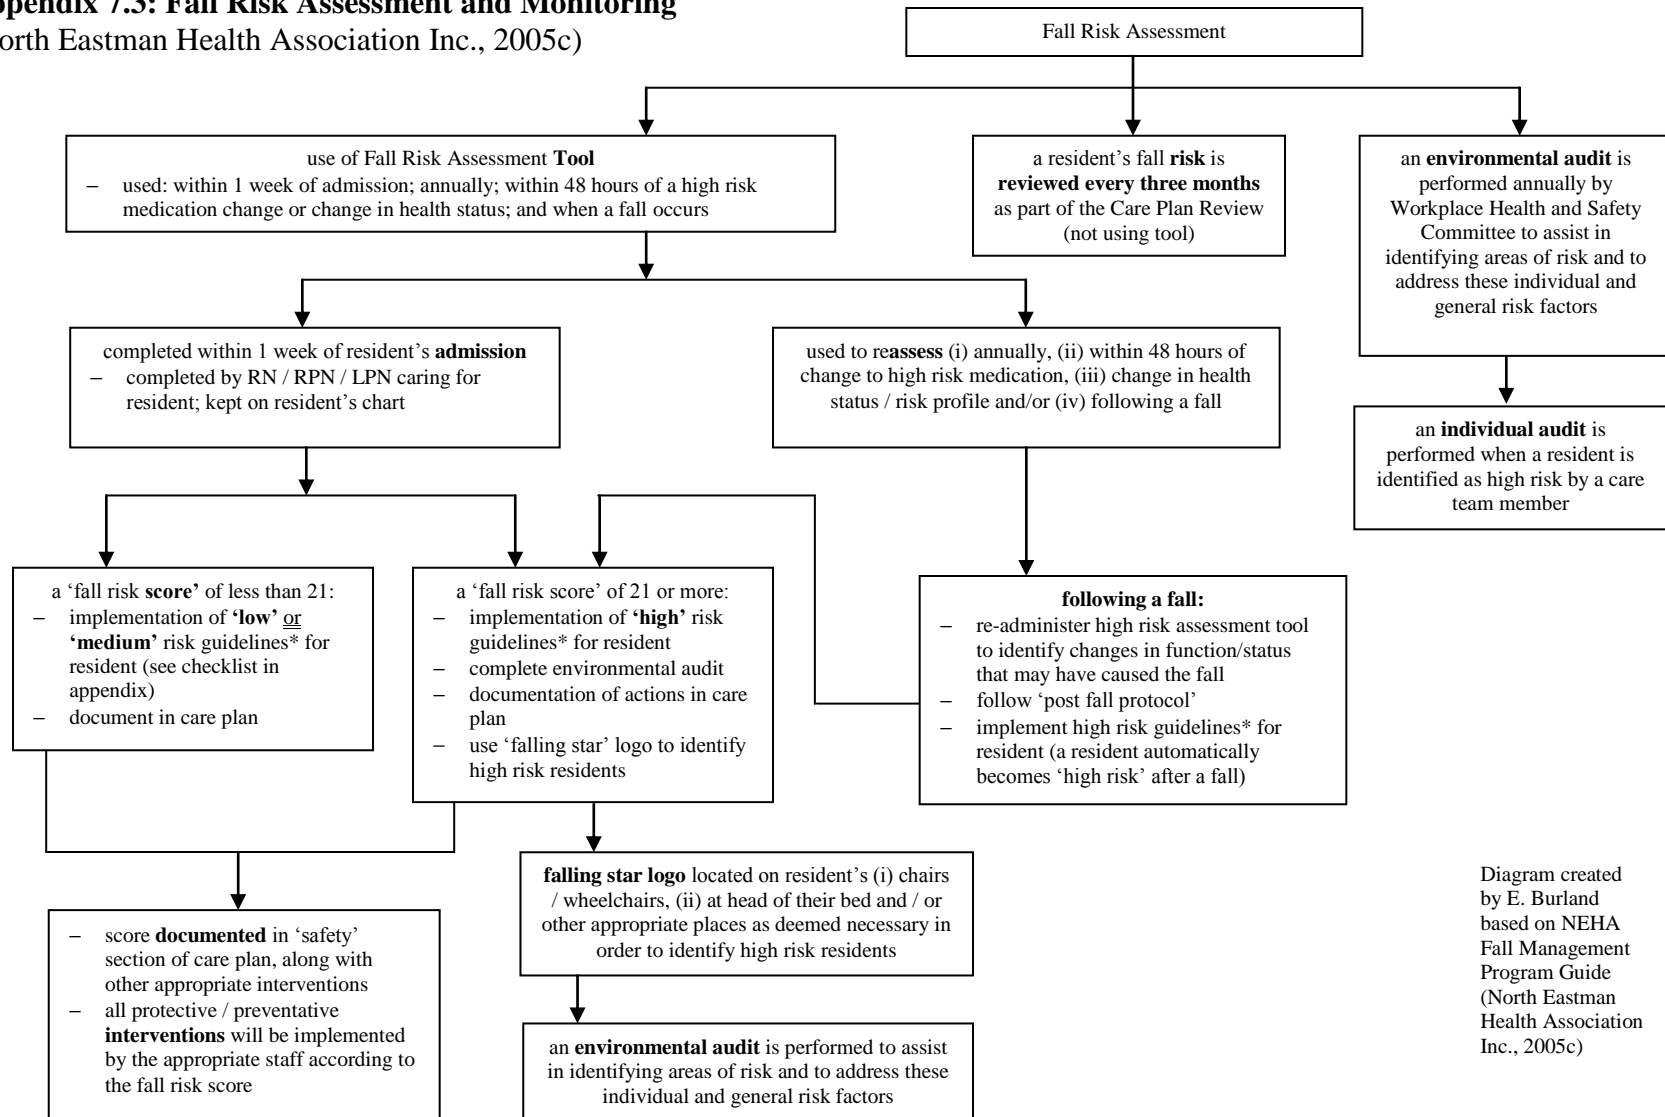 ppendix 7.3: Fall Risk Assessment and Monitoring
orth Eastman Health Association Inc., 2005c)
Fall Risk Assessment
use of Fall Risk Assessment Tool
– used: within 1 week of admission; annually; within 48 hours of a high risk
medication change or change in health status; and when a fall occurs
a resident’s fall risk is
reviewed every three months
as part of the Care Plan Review
(not using tool)
an environmental audit is
performed annually by
Workplace Health and Safety
Committee to assist in
identifying areas of risk and to
address these individual and
general risk factors
completed within 1 week of resident’s admission
– completed by RN / RPN / LPN caring for
resident; kept on resident’s chart
used to reassess (i) annually, (ii) within 48 hours of
change to high risk medication, (iii) change in health
status / risk profile and/or (iv) following a fall
an individual audit is
performed when a resident is
identified as high risk by a care
team member
a ‘fall risk score’ of less than 21:
– implementation of ‘low’ or
‘medium’ risk guidelines* for
resident (see checklist in
appendix)
– document in care plan
a ‘fall risk score’ of 21 or more:
– implementation of ‘high’ risk
guidelines* for resident
– complete environmental audit
– documentation of actions in care
plan
– use ‘falling star’ logo to identify
high risk residents
following a fall:
– re-administer high risk assessment tool
to identify changes in function/status
that may have caused the fall
– follow ‘post fall protocol’
– implement high risk guidelines* for
resident (a resident automatically
becomes ‘high risk’ after a fall)
– score documented in ‘safety’
section of care plan, along with
other appropriate interventions
– all protective / preventative
interventions will be implemented
by the appropriate staff according to
the fall risk score
falling star logo located on resident’s (i) chairs
/ wheelchairs, (ii) at head of their bed and / or
other appropriate places as deemed necessary in
order to identify high risk residents
an environmental audit is performed to assist
in identifying areas of risk and to address these
individual and general risk factors
Diagram created
by E. Burland
based on NEHA
Fall Management
Program Guide
(North Eastman
Health Association
Inc., 2005c)